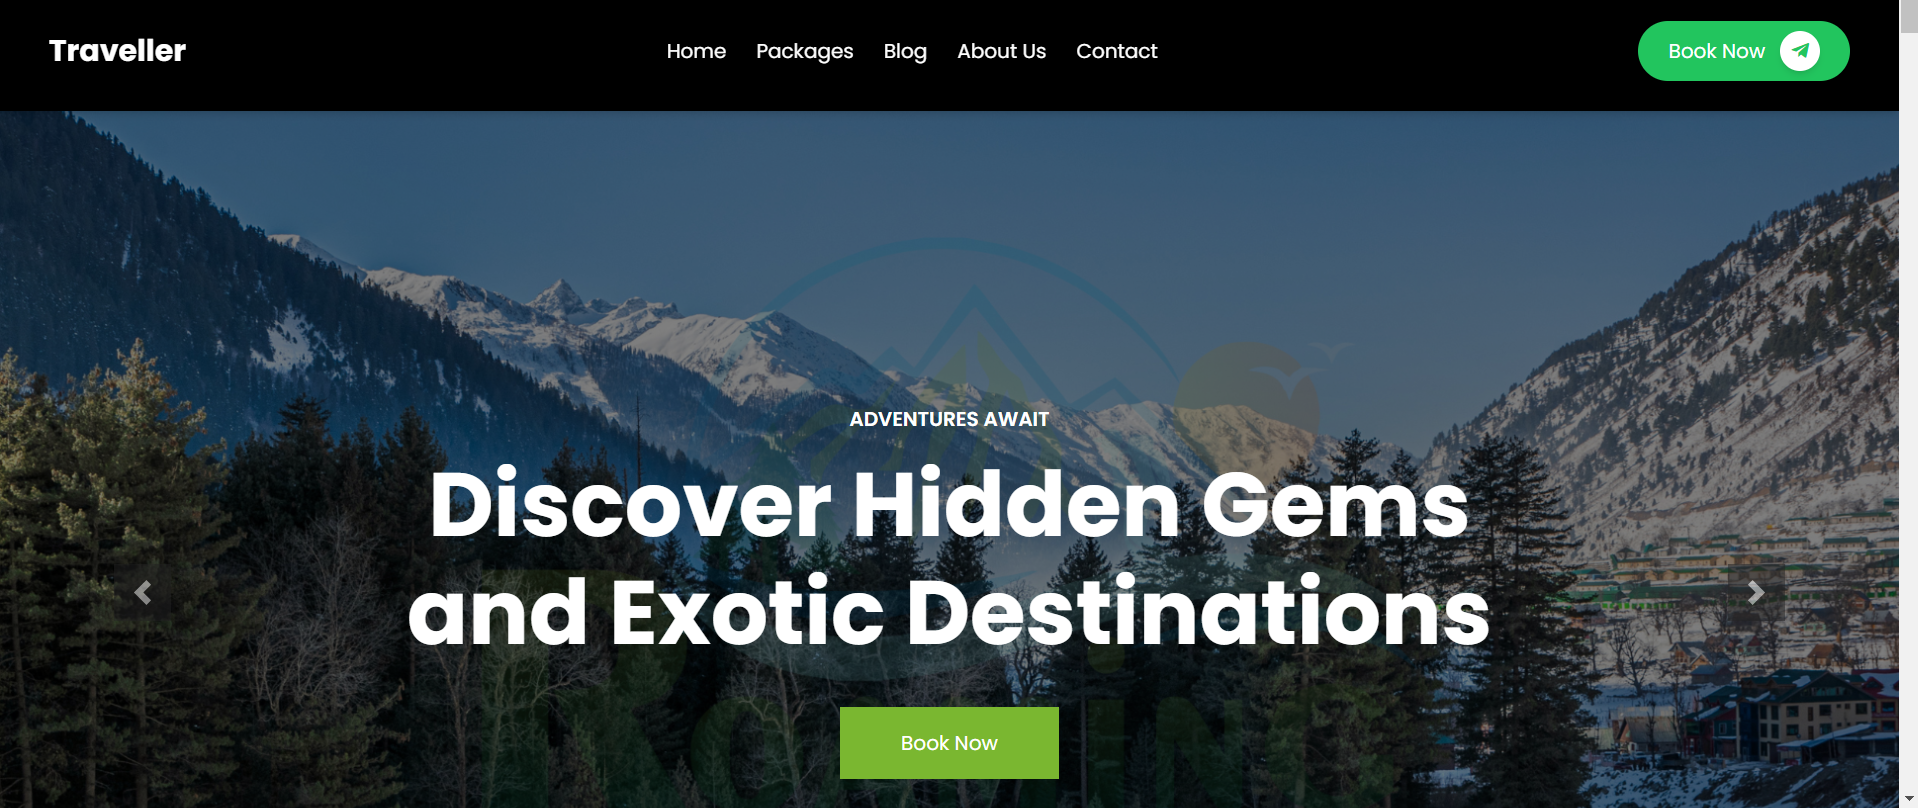 Traveller
Home Packages Blog About Us Contact
Book Now
ADVENTURES AWAIT
Discover Hidden Gems
and Exotic Destinations
Book Now